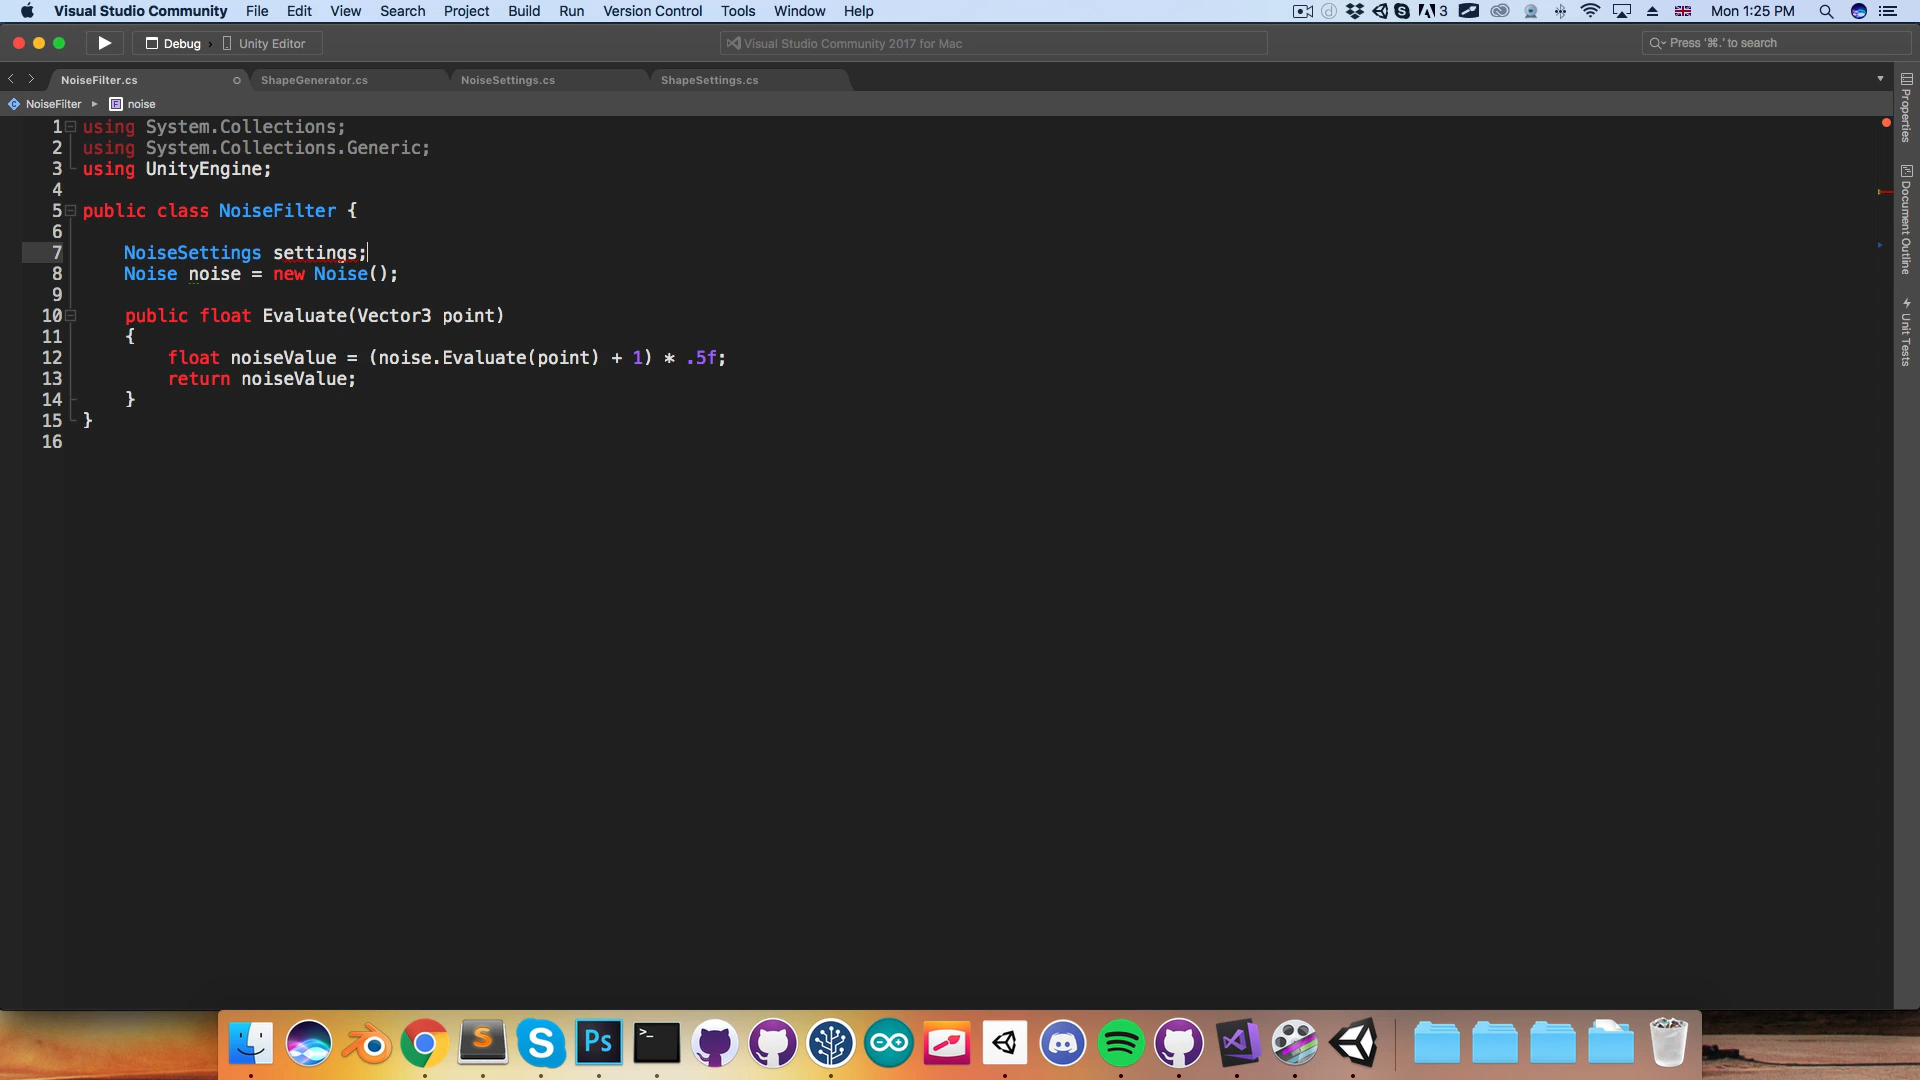 Visual Studio Community File Edit View Search Project Build Run Version Control Tools Window Help 3 Mon 1:25 PM
Debug Unity Editor Visual Studio Community 2017 for Mac Press '⌘.' to search
NoiseFilter.cs ShapeGenerator.cs NoiseSettings.cs ShapeSettings.cs
NoiseFilter noise
1 using System.Collections;
2 using System.Collections.Generic;
3 using UnityEngine;
4
5 public class NoiseFilter {
6
7 NoiseSettings settings;
8 Noise noise = new Noise();
9
10 public float Evaluate(Vector3 point)
11 {
12 float noiseValue = (noise.Evaluate(point) + 1) * .5f;
13 return noiseValue;
14 }
15 }
16
Properties
Document Outline
Unit Tests
Ps